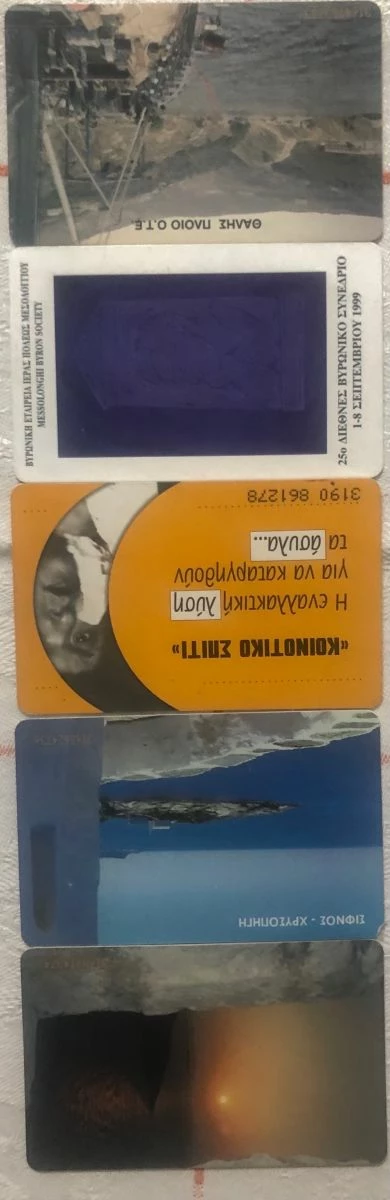 ΘΑΛΗΣ ΠΛΟΙΟ Ο.Τ.Ε.
ΒΥΡΩΝΙΚΗ ΕΤΑΙΡΕΙΑ ΙΕΡΑΣ ΠΟΛΕΩΣ ΜΕΣΟΛΟΓΓΙΟΥ
MESSOLONGHI BYRON SOCIETY
25ο ΔΙΕΘΝΕΣ ΒΥΡΩΝΙΚΟ ΣΥΝΕΔΡΙΟ
1-8 ΣΕΠΤΕΜΒΡΙΟΥ 1999
«ΚΟΙΝΟΤΙΚΟ ΣΠΙΤΙ»
Η εναλλακτική λύση
για να καταργηθούν
τα άσυλα...
3190 861278
ΣΙΦΝΟΣ - ΧΡΥΣΟΠΗΓΗ